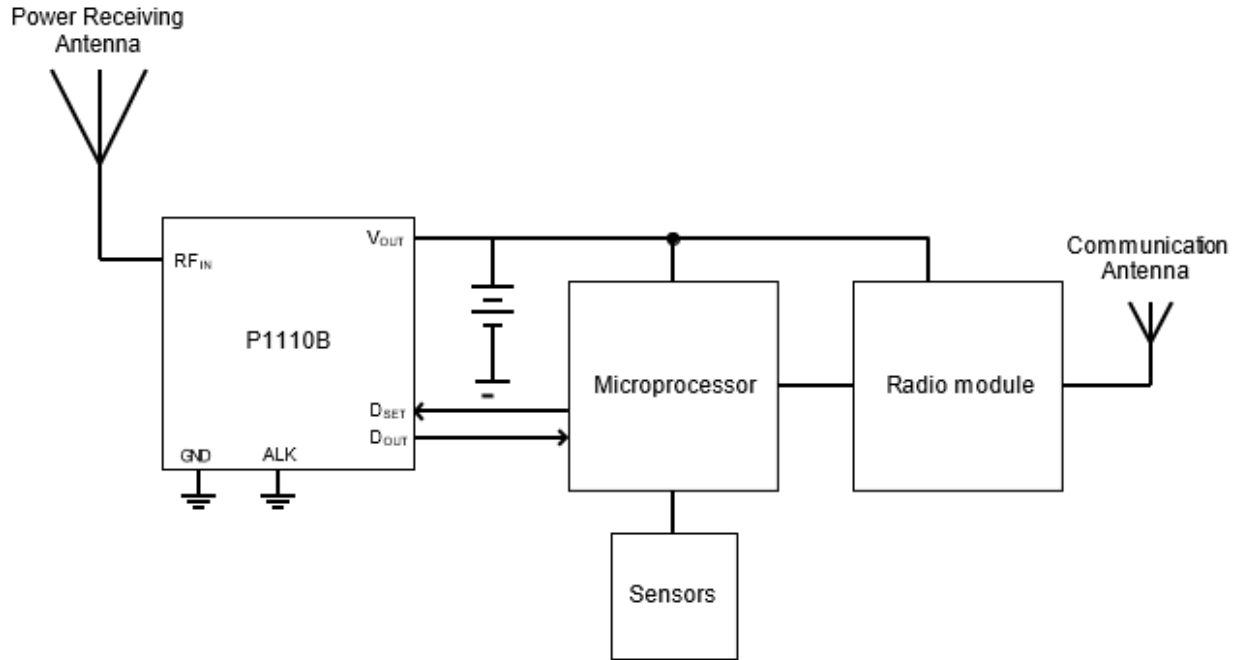 Power Receiving
Antenna
V_OUT
RF_IN
Communication
Antenna
P1110B
Microprocessor
Radio module
D_SET
D_OUT
GND
ALK
Sensors